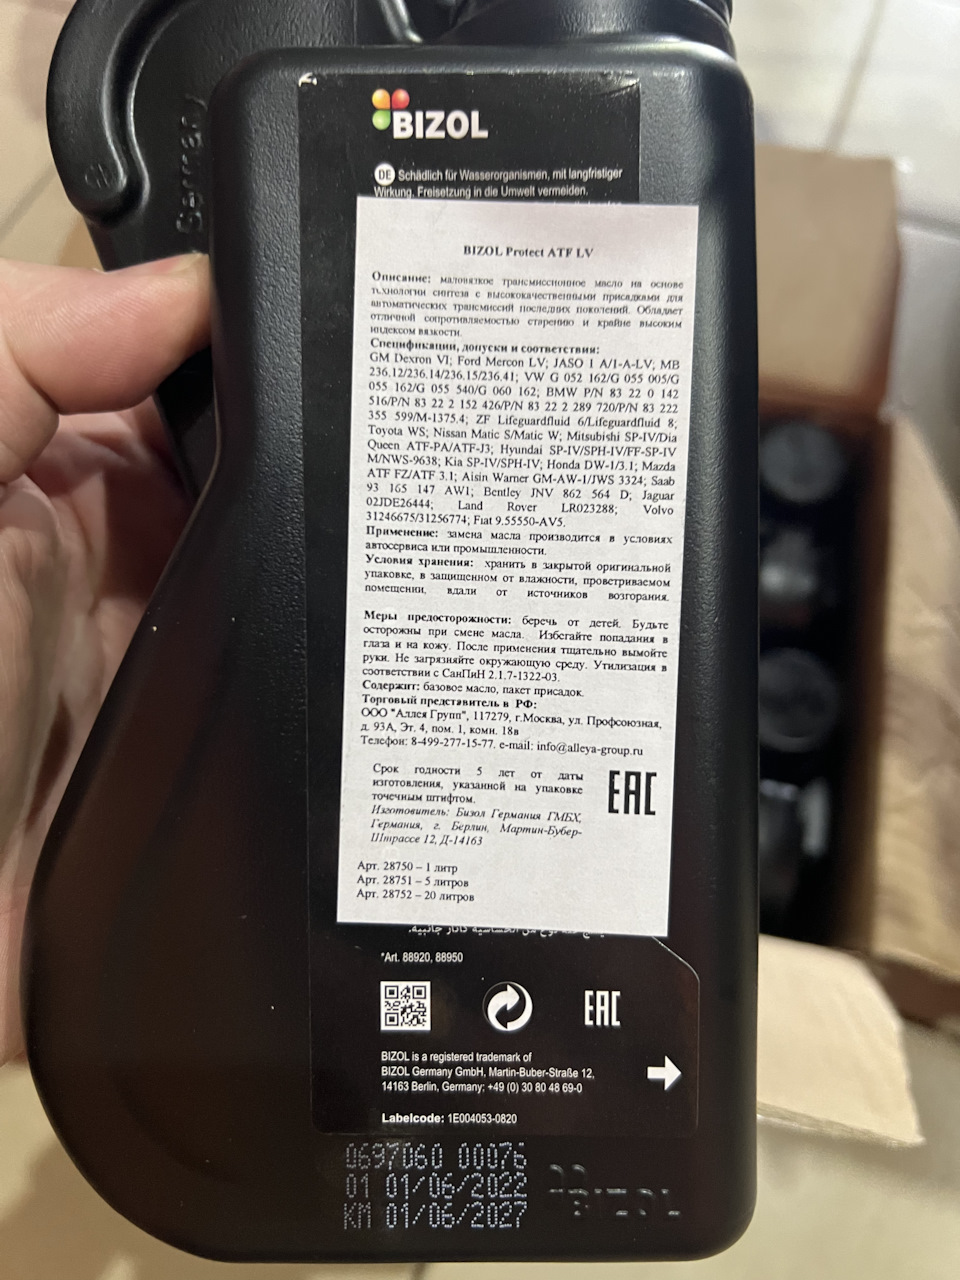 Germany
BIZOL
DE Schädlich für Wasserorganismen, mit langfristiger
Wirkung. Freisetzung in die Umwelt vermeiden.
BIZOL Protect ATF LV
Описание: маловязкое трансмиссионное масло на основе
технологии синтеза с высококачественными присадками для
автоматических трансмиссий последних поколений. Обладает
отличной сопротивляемостью старению и крайне высоким
индексом вязкости.
Спецификации, допуски и соответствия:
GM Dexron VI; Ford Mercon LV; JASO 1 A/1-A-LV; MB
236.12/236.14/236.15/236.41; VW G 052 162/G 055 005/G
055 162/G 055 540/G 060 162; BMW P/N 83 22 0 142
516/P/N 83 22 2 152 426/P/N 83 22 2 289 720/P/N 83 222
355 599/M-1375.4; ZF Lifeguardfluid 6/Lifeguardfluid 8;
Toyota WS; Nissan Matic S/Matic W; Mitsubishi SP-IV/Dia
Queen ATF-PA/ATF-J3; Hyundai SP-IV/SPH-IV/FF-SP-IV
M/NWS-9638; Kia SP-IV/SPH-IV; Honda DW-1/3.1; Mazda
ATF FZ/ATF 3.1; Aisin Warner GM-AW-1/JWS 3324; Saab
93 165 147 AW1; Bentley JNV 862 564 D; Jaguar
02JDE26444; Land Rover LR023288; Volvo
31246675/31256774; Fiat 9.55550-AV5.
Применение: замена масла производится в условиях
автосервиса или промышленности.
Условия хранения: хранить в закрытой оригинальной
упаковке, в защищенном от влажности, проветриваемом
помещении, вдали от источников возгорания.
Меры предосторожности: беречь от детей. Будьте
осторожны при смене масла. Избегайте попадания в
глаза и на кожу. После применения тщательно вымойте
руки. Не загрязняйте окружающую среду. Утилизация в
соответствии с СанПиН 2.1.7-1322-03.
Содержит: базовое масло, пакет присадок.
Торговый представитель в РФ:
ООО "Аллея Групп", 117279, г.Москва, ул. Профсоюзная,
д. 93А, Эт. 4, пом. 1, комн. 18в
Телефон: 8-499-277-15-77. e-mail: info@alleya-group.ru
Срок годности 5 лет от даты
изготовления, указанной на упаковке
точечным штифтом.
Изготовитель: Бизол Германия ГМБХ,
Германия, г. Берлин, Мартин-Бубер-
Штрассе 12, Д-14163
EAC
Арт. 28750 – 1 литр
Арт. 28751 – 5 литров
Арт. 28752 – 20 литров
*Art. 88920, 88950
EAC
BIZOL is a registered trademark of
BIZOL Germany GmbH, Martin-Buber-Straße 12,
14163 Berlin, Germany; +49 (0) 30 80 48 69-0
Labelcode: 1E004053-0820
0697060 00076
01 01/06/2022
KM 01/06/2027
BIZOL